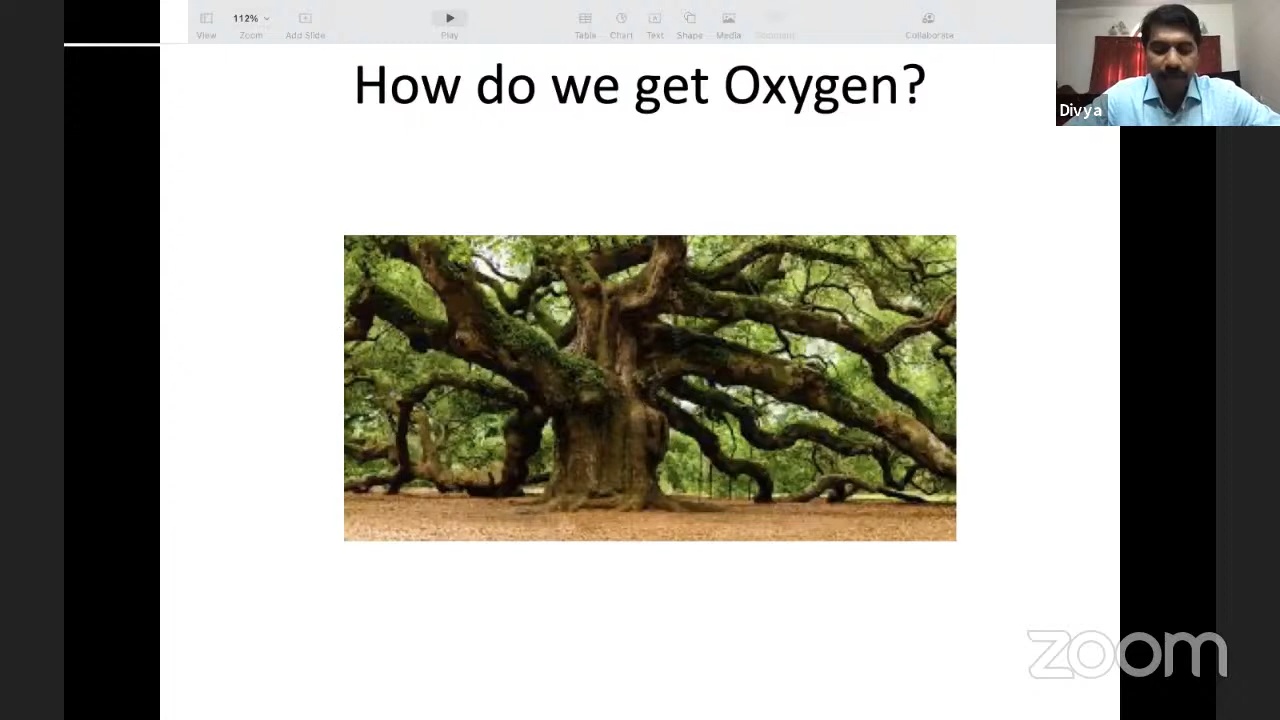 112%
View Zoom Add Slide Play Table Chart Text Shape Media Collaborate
How do we get Oxygen?
Divya
zoom